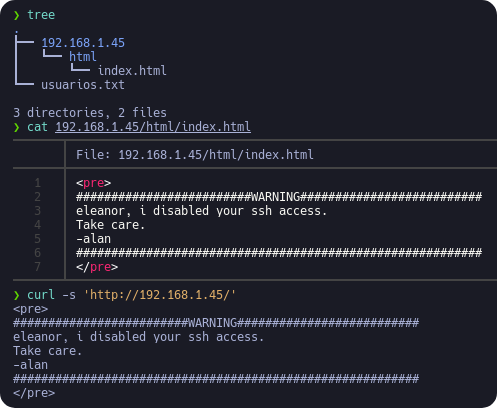 ❯ tree
.
├── 192.168.1.45
│   └── html
│       └── index.html
└── usuarios.txt
3 directories, 2 files
❯ cat 192.168.1.45/html/index.html
File: 192.168.1.45/html/index.html
1 <pre>
2 #########################WARNING##########################
3 eleanor, i disabled your ssh access.
4 Take care.
5 -alan
6 ##########################################################
7 </pre>
❯ curl -s 'http://192.168.1.45/'
<pre>
#########################WARNING##########################
eleanor, i disabled your ssh access.
Take care.
-alan
##########################################################
</pre>